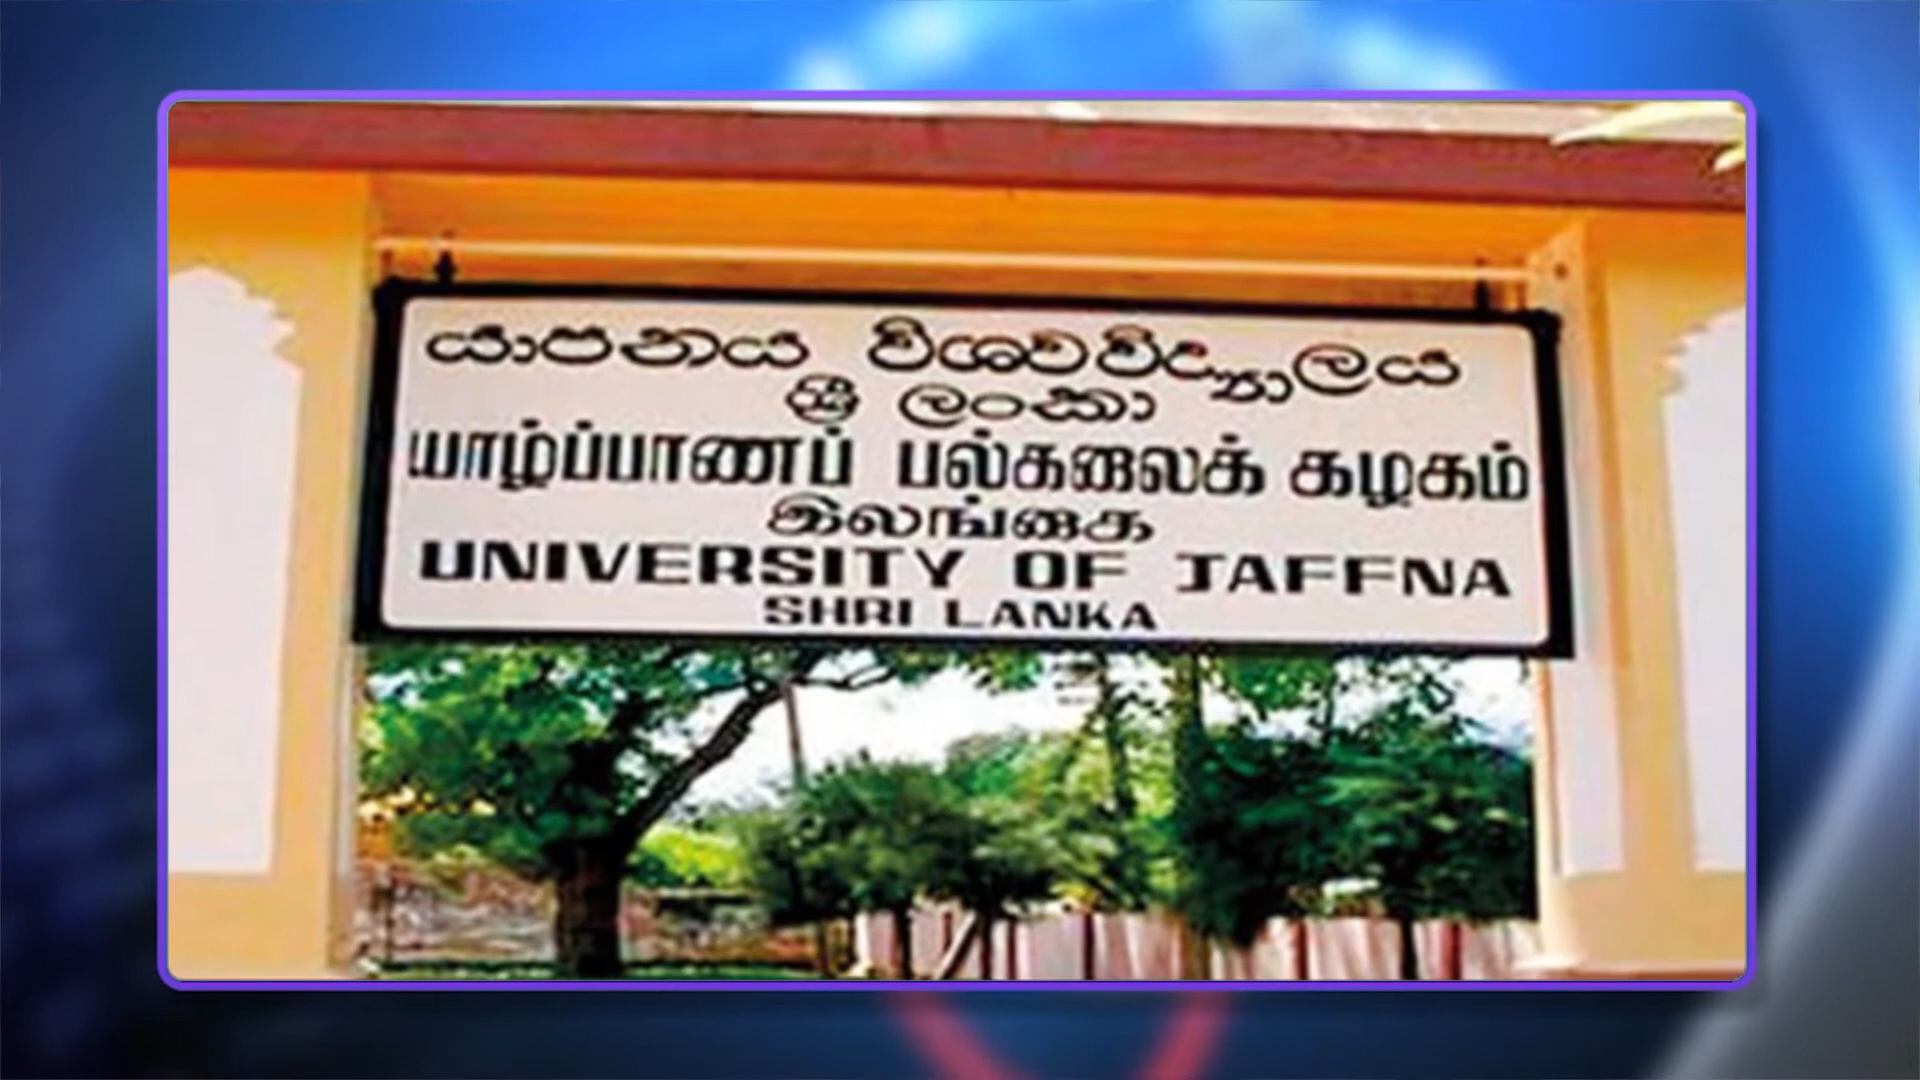 යාපනය විශ්වවිද්‍යාලය
ශ්‍රී ලංකා
யாழ்ப்பாணப் பல்கலைக் கழகம்
இலங்கை
UNIVERSITY OF JAFFNA
SHRI LANKA